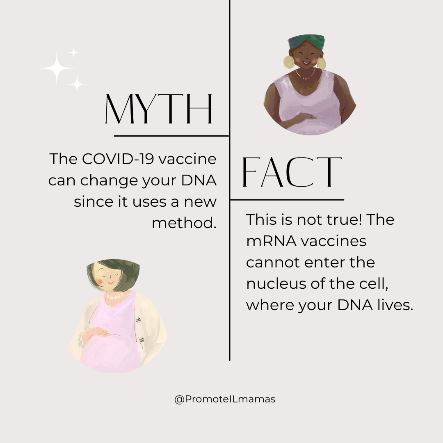 MYTH
The COVID-19 vaccine
can change your DNA
since it uses a new
method.
FACT
This is not true! The
mRNA vaccines
cannot enter the
nucleus of the cell,
where your DNA lives.
@PromoteILmamas